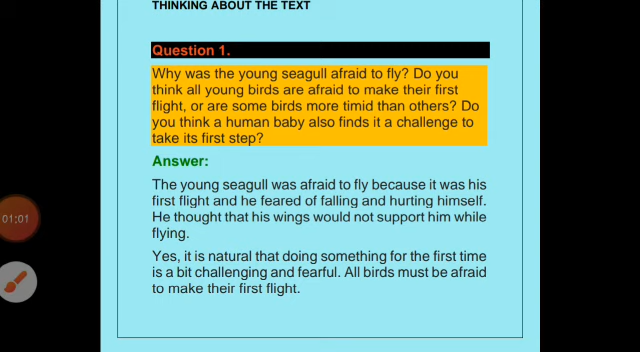 THINKING ABOUT THE TEXT
Question 1.
Why was the young seagull afraid to fly? Do you
think all young birds are afraid to make their first
flight, or are some birds more timid than others? Do
you think a human baby also finds it a challenge to
take its first step?
Answer:
The young seagull was afraid to fly because it was his
first flight and he feared of falling and hurting himself.
He thought that his wings would not support him while
flying.
Yes, it is natural that doing something for the first time
is a bit challenging and fearful. All birds must be afraid
to make their first flight.
01:01